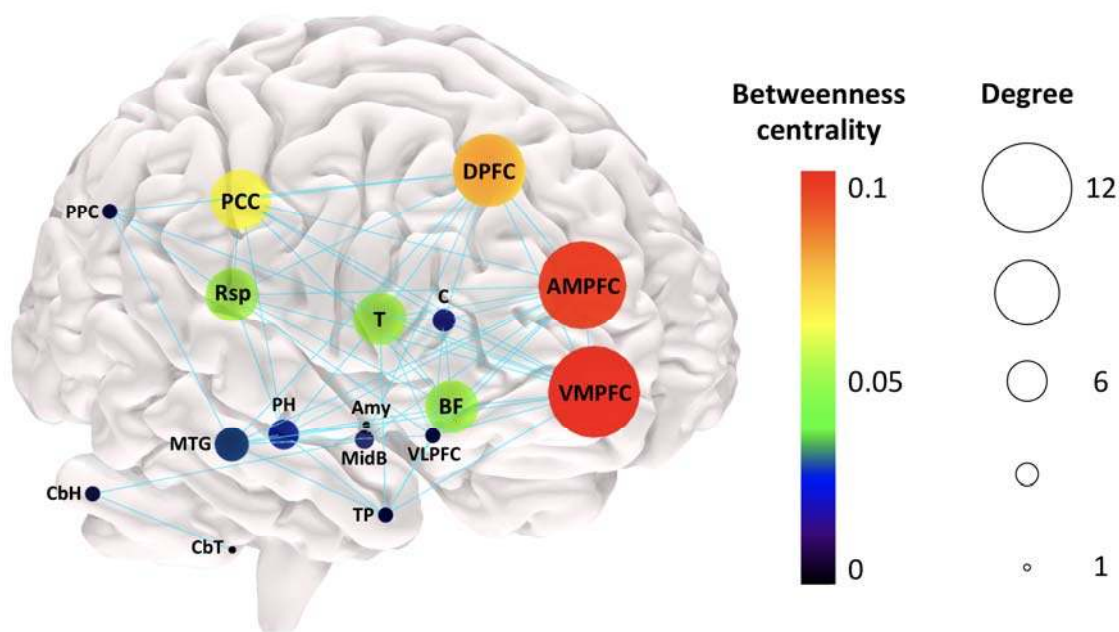 Betweenness
centrality
Degree
0.1
0.05
0
12
6
1
DPFC
PCC
PPC
AMPFC
Rsp
C
T
VMPFC
BF
Amy
PH
MTG
MidB
VLPFC
CbH
TP
CbT